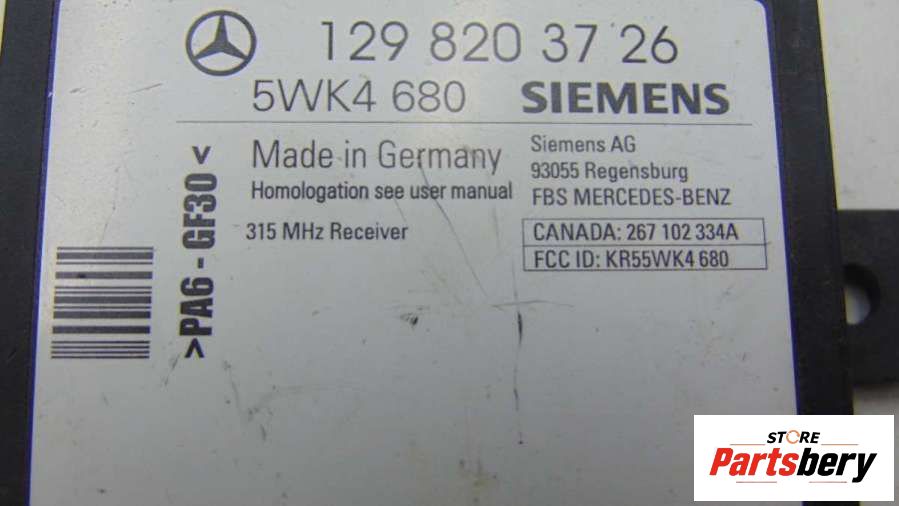 129 820 37 26
5WK4 680 SIEMENS
Made in Germany
Homologation see user manual
315 MHz Receiver
Siemens AG
93055 Regensburg
FBS MERCEDES-BENZ
CANADA: 267 102 334A
FCC ID: KR55WK4 680
>PA6 - GF30<
STORE
Partsbery